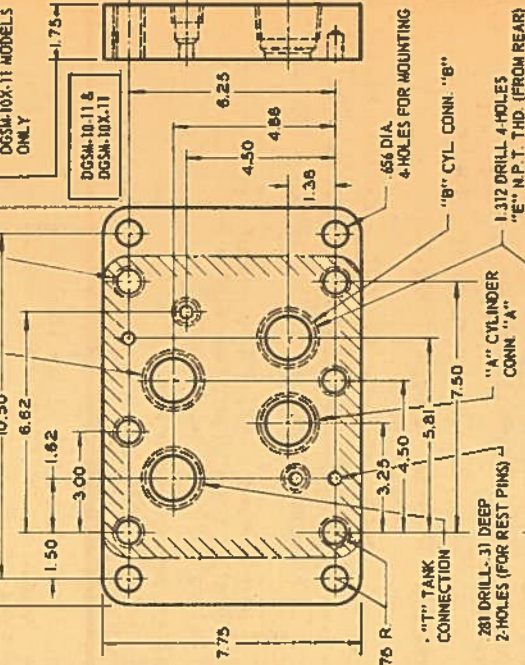 DGSM-10X-11 MODELS
ONLY
1.75
DGSM-10-11 &
DGSM-10X-11
6.25
4.88
4.50
1.38
.656 DIA.
4-HOLES FOR MOUNTING
"B" CYL CONN. "B"
1.312 DRILL 4-HOLES
"E" N.P.T. THD. (FROM REAR)
10.50
6.62
1.62
3.00
1.50
3.25
4.50
5.81
7.50
"A" CYLINDER
CONN. "A"
7.75
R.
"T" TANK
CONNECTION
.281 DRILL-.31 DEEP
2-HOLES (FOR REST PINS)